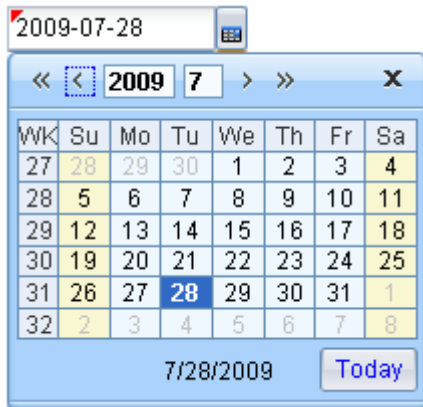 2009-07-28
« < 2009 7 > » x
WK Su Mo Tu We Th Fr Sa
27 28 29 30 1 2 3 4
28 5 6 7 8 9 10 11
29 12 13 14 15 16 17 18
30 19 20 21 22 23 24 25
31 26 27 28 29 30 31 1
32 2 3 4 5 6 7 8
7/28/2009 Today